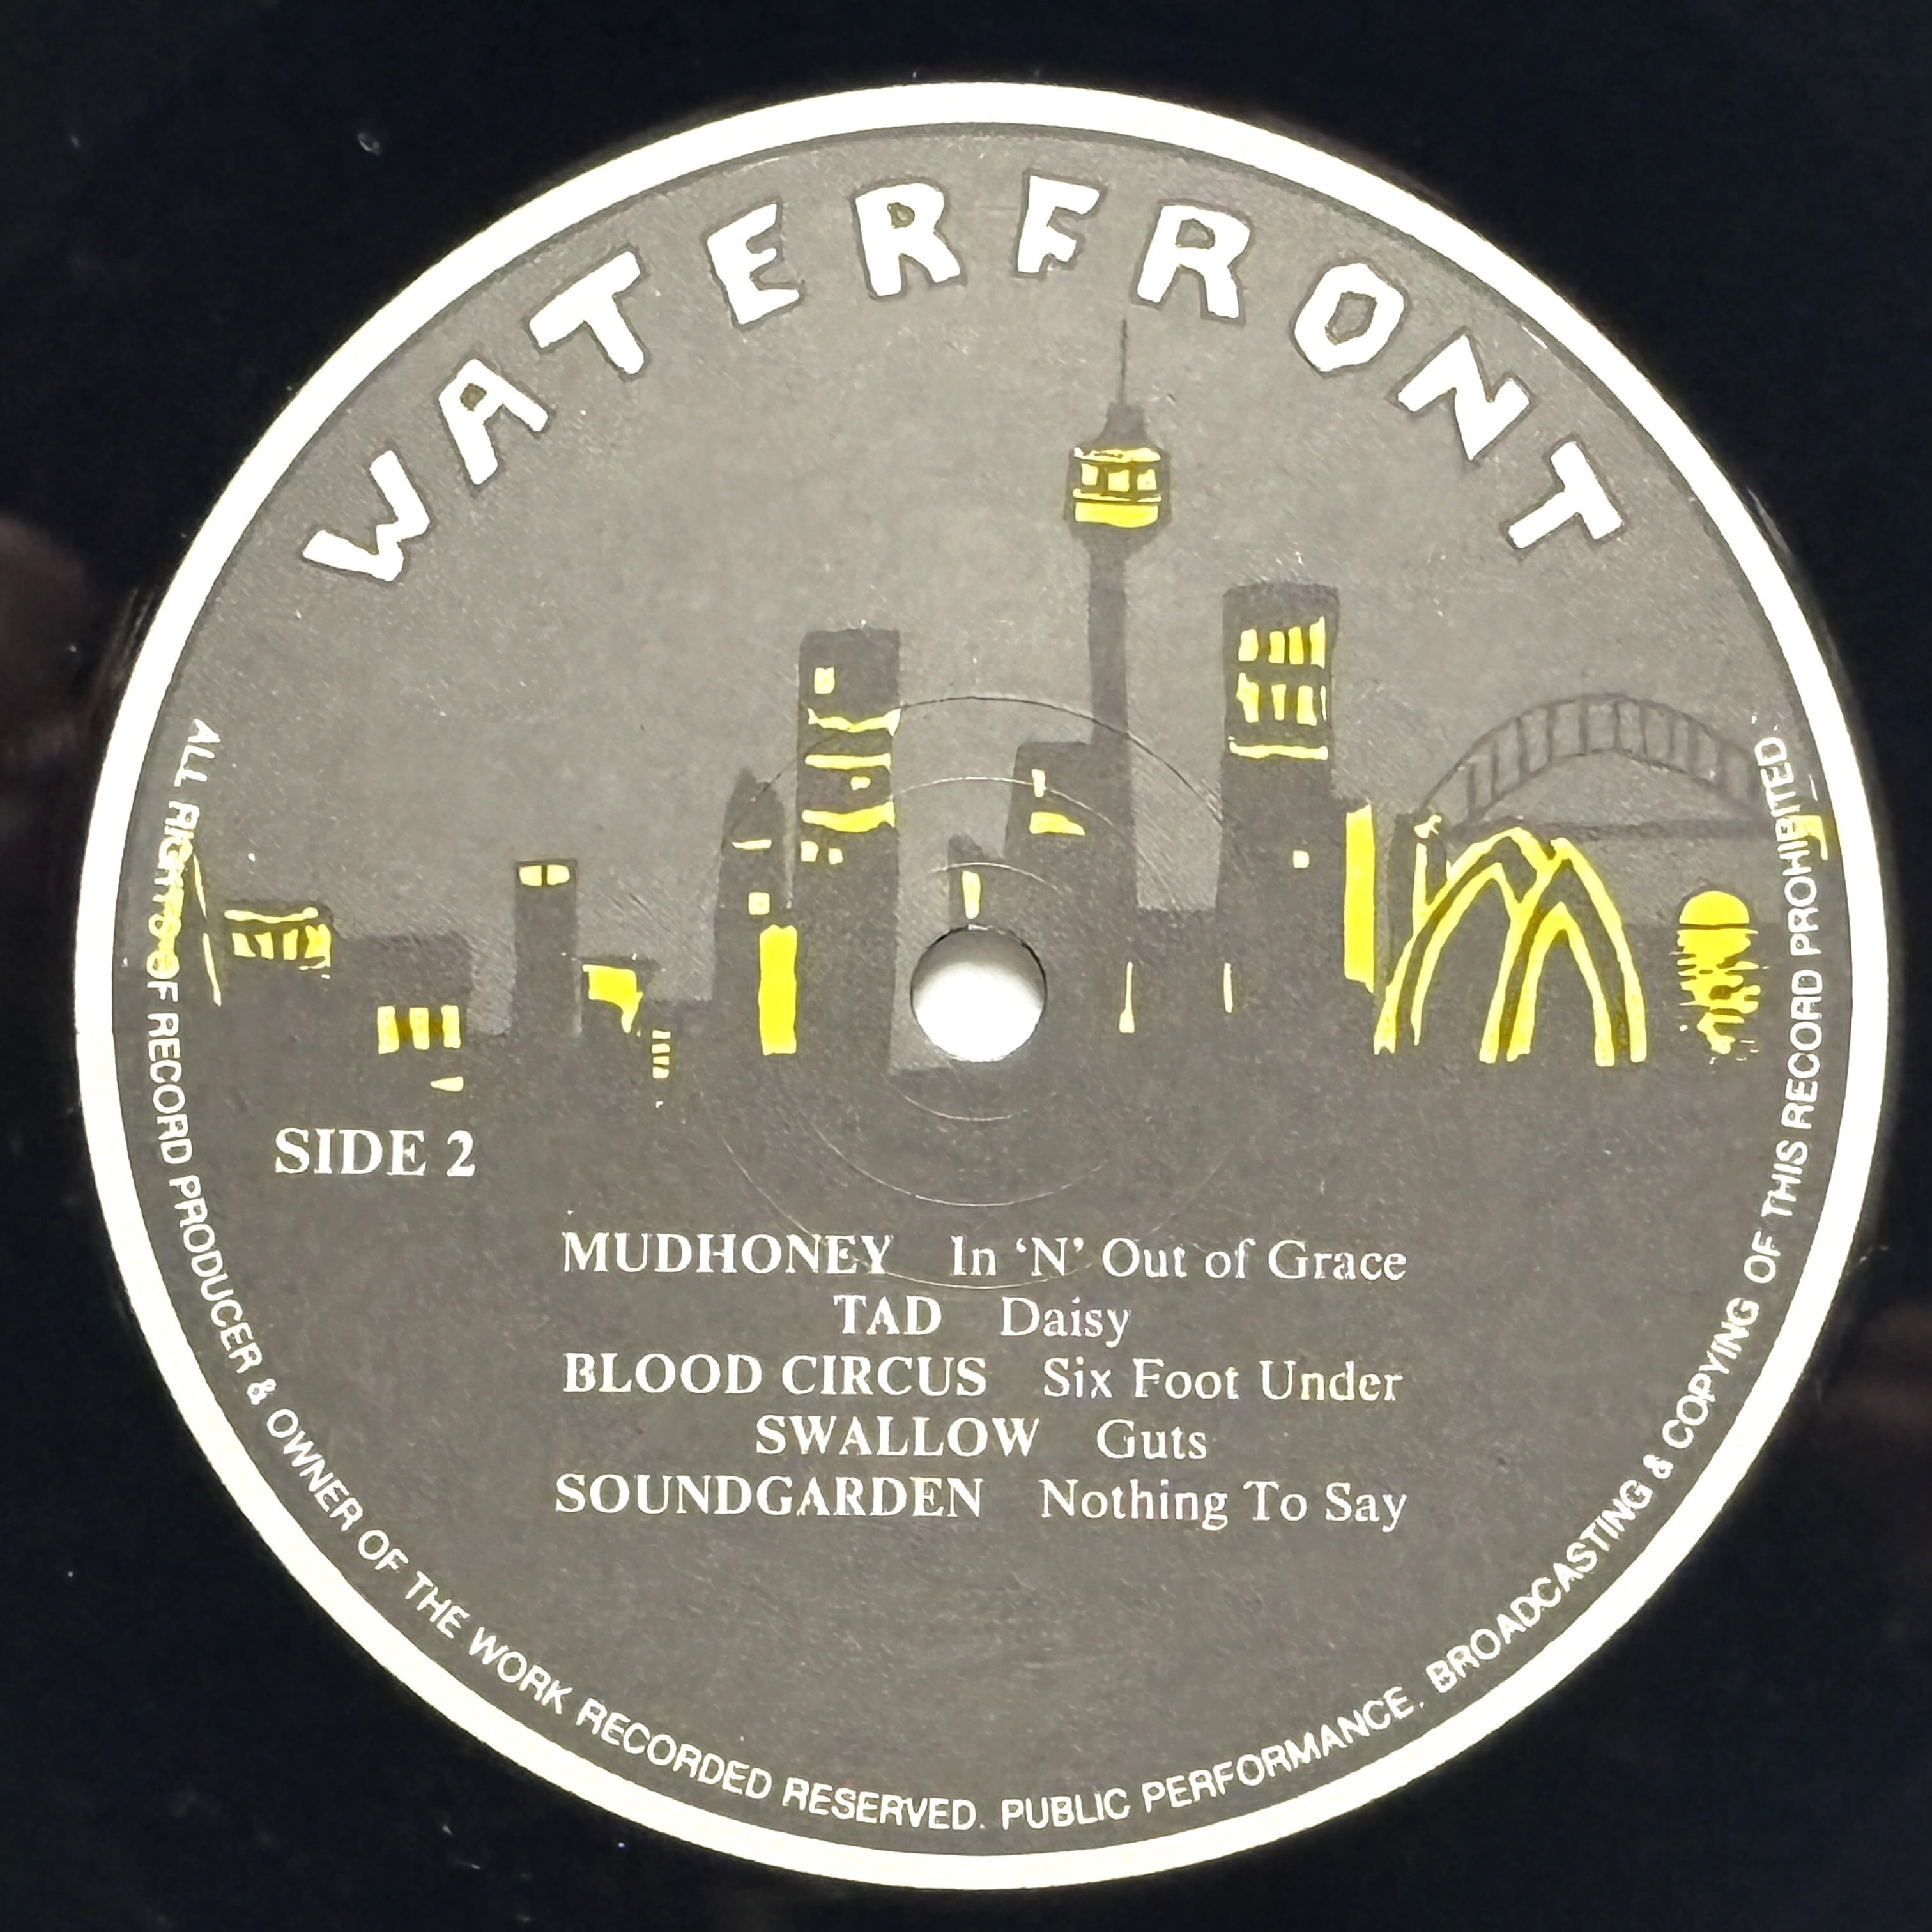 WATERFRONT
SIDE 2
MUDHONEY In ‘N’ Out of Grace
TAD Daisy
BLOOD CIRCUS Six Foot Under
SWALLOW Guts
SOUNDGARDEN Nothing To Say
ALL RIGHTS OF RECORD PRODUCER & OWNER OF THE WORK RECORDED RESERVED. PUBLIC PERFORMANCE, BROADCASTING & COPYING OF THIS RECORD PROHIBITED.